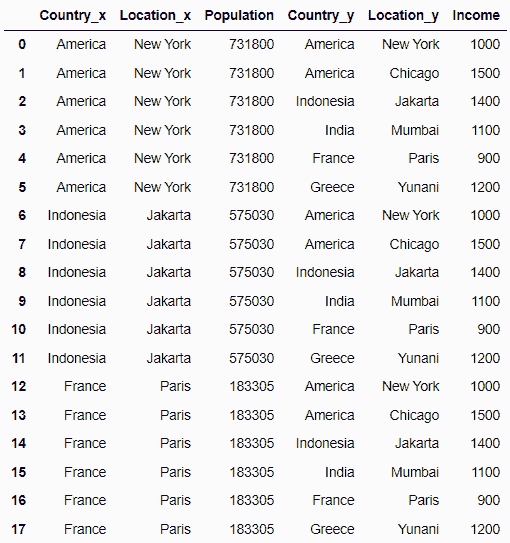 Country_x Location_x Population Country_y Location_y Income
0 America New York 731800 America New York 1000
1 America New York 731800 America Chicago 1500
2 America New York 731800 Indonesia Jakarta 1400
3 America New York 731800 India Mumbai 1100
4 America New York 731800 France Paris 900
5 America New York 731800 Greece Yunani 1200
6 Indonesia Jakarta 575030 America New York 1000
7 Indonesia Jakarta 575030 America Chicago 1500
8 Indonesia Jakarta 575030 Indonesia Jakarta 1400
9 Indonesia Jakarta 575030 India Mumbai 1100
10 Indonesia Jakarta 575030 France Paris 900
11 Indonesia Jakarta 575030 Greece Yunani 1200
12 France Paris 183305 America New York 1000
13 France Paris 183305 America Chicago 1500
14 France Paris 183305 Indonesia Jakarta 1400
15 France Paris 183305 India Mumbai 1100
16 France Paris 183305 France Paris 900
17 France Paris 183305 Greece Yunani 1200